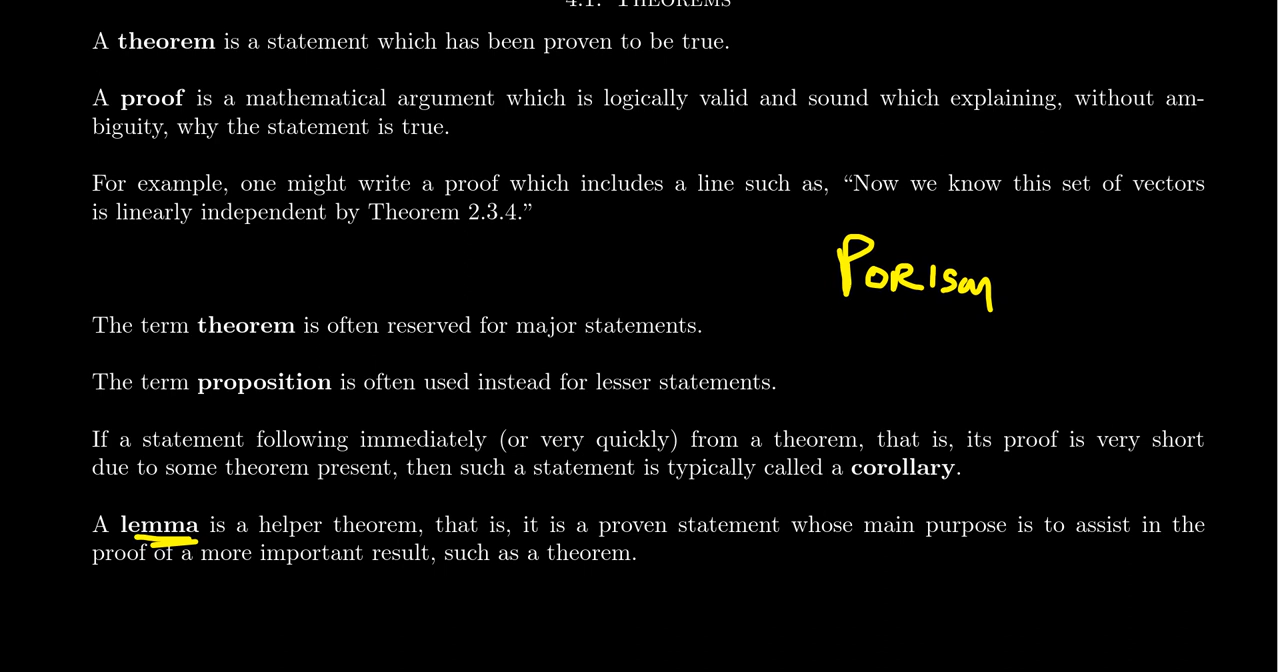 4.1. THEOREMS
A theorem is a statement which has been proven to be true.
A proof is a mathematical argument which is logically valid and sound which explaining, without am-
biguity, why the statement is true.
For example, one might write a proof which includes a line such as, “Now we know this set of vectors
is linearly independent by Theorem 2.3.4.”
PORISM
The term theorem is often reserved for major statements.
The term proposition is often used instead for lesser statements.
If a statement following immediately (or very quickly) from a theorem, that is, its proof is very short
due to some theorem present, then such a statement is typically called a corollary.
A lemma is a helper theorem, that is, it is a proven statement whose main purpose is to assist in the
proof of a more important result, such as a theorem.